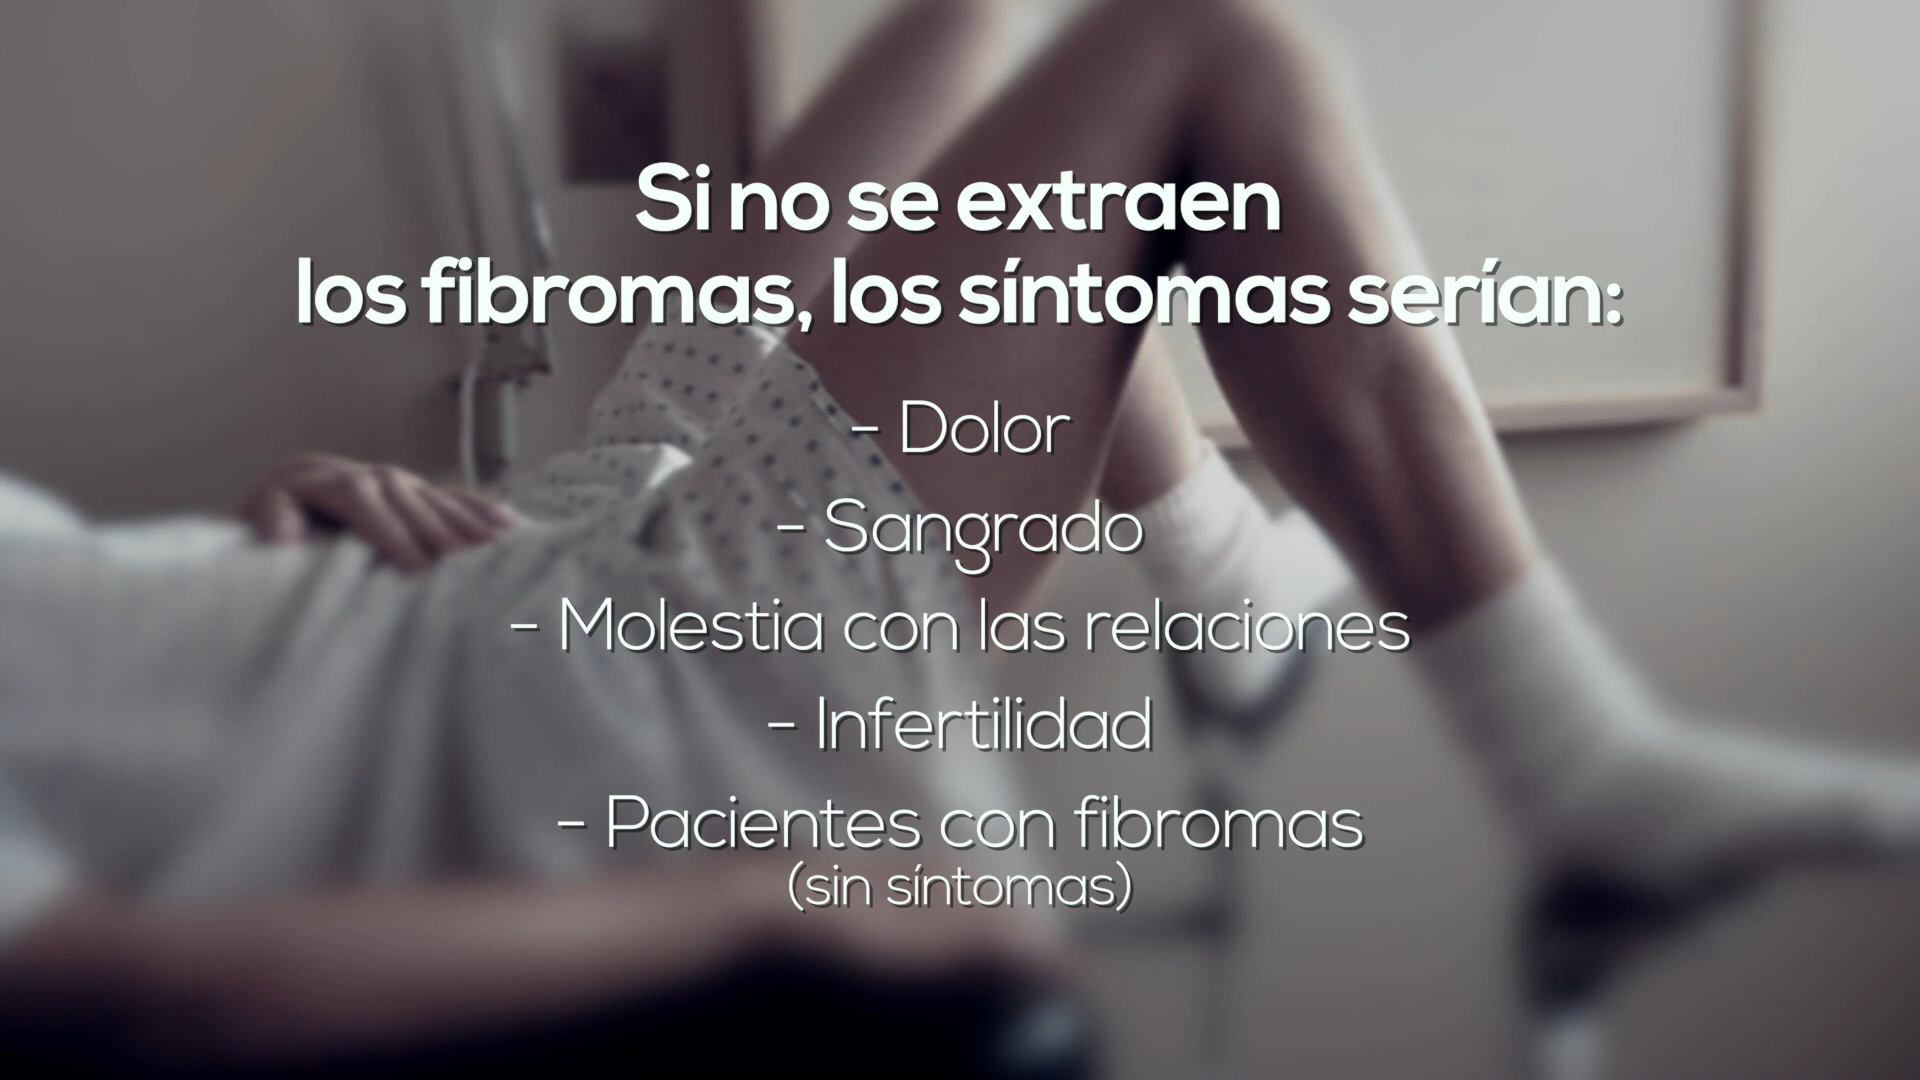 Si no se extraen
los fibromas, los síntomas serían:
- Dolor
- Sangrado
- Molestia con las relaciones
- Infertilidad
- Pacientes con fibromas
(sin síntomas)